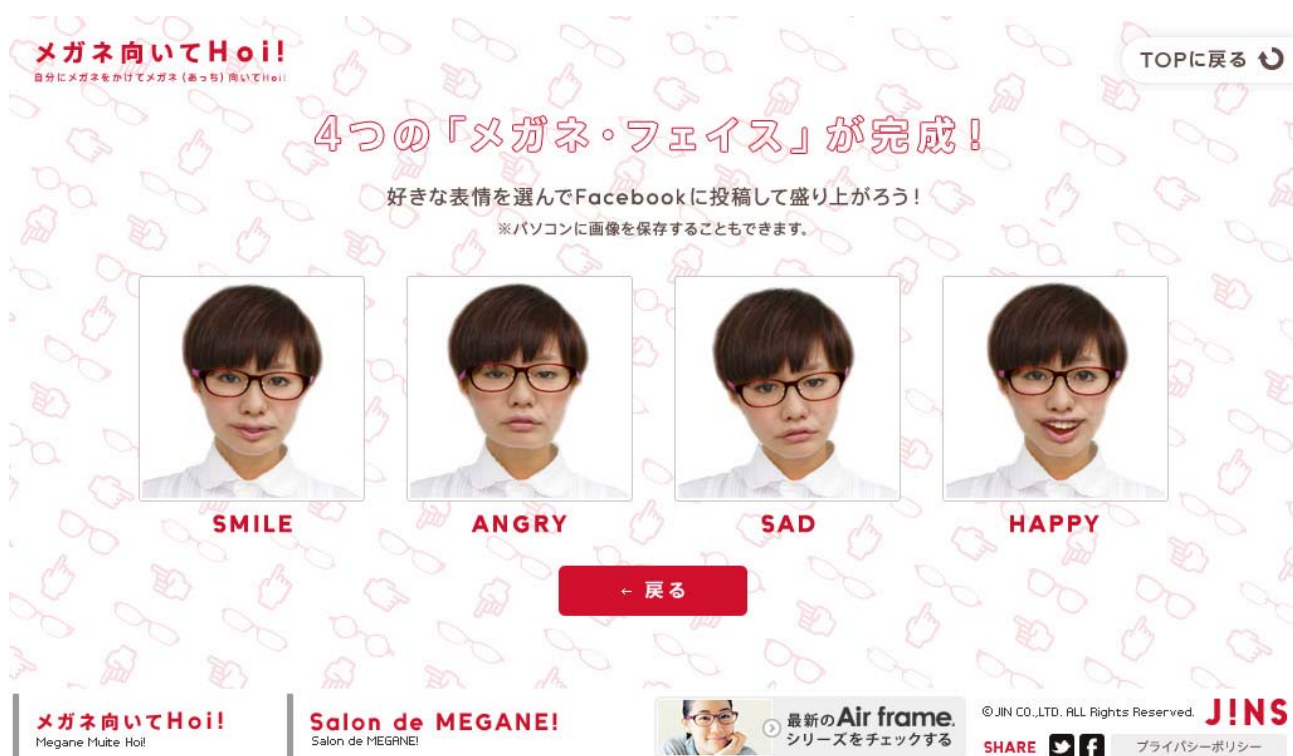 メガネ向いてHoi!
自分にメガネをかけてメガネ(あっち)向いてHoi!
TOPに戻る
4つの「メガネ・フェイス」が完成!
好きな表情を選んでFacebookに投稿して盛り上がろう!
※パソコンに画像を保存することもできます。
SMILE
ANGRY
SAD
HAPPY
← 戻る
メガネ向いてHoi!
Megane Muite Hoi!
Salon de MEGANE!
Salon de MEGANE!
最新のAir frame.
シリーズをチェックする
©JIN CO.,LTD. ALL Rights Reserved.
J!NS
SHARE
プライバシーポリシー